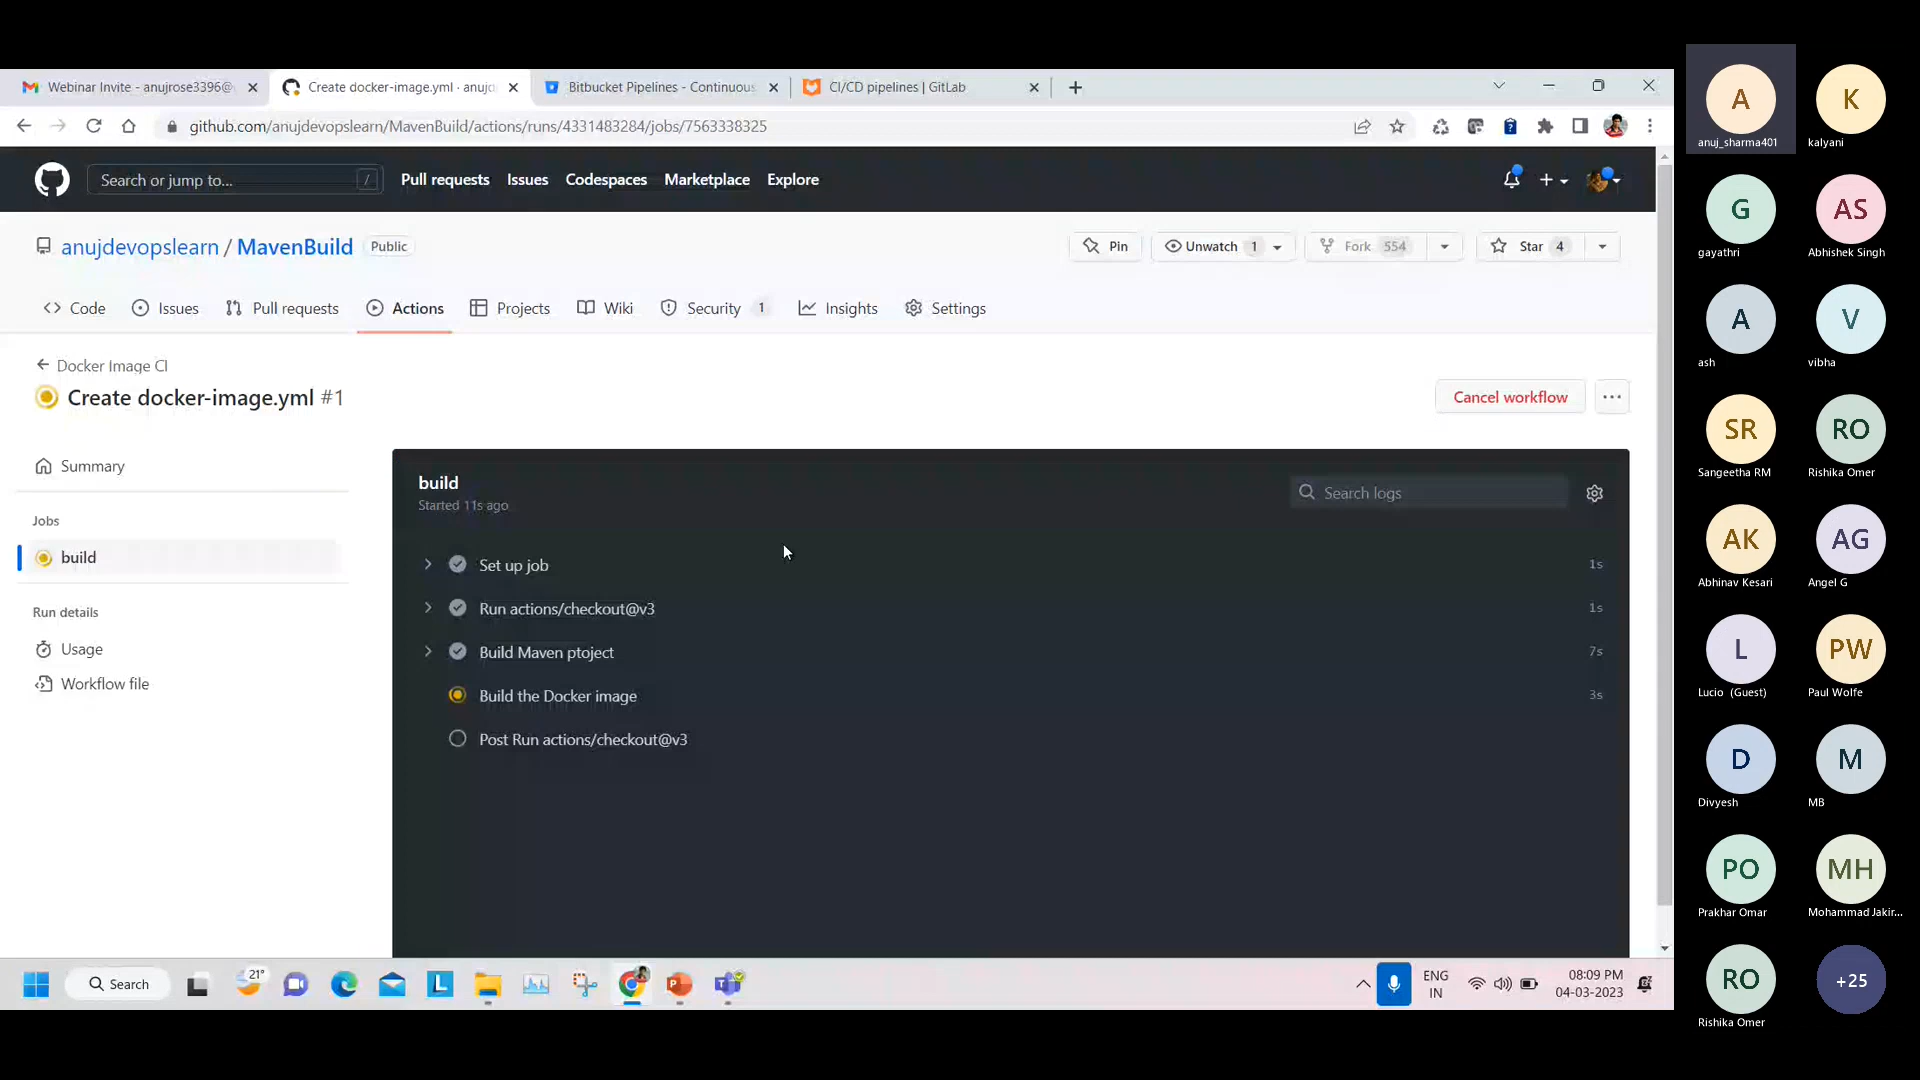 Webinar Invite - anujrose3396@
Create docker-image.yml · anujd
Bitbucket Pipelines - Continuous
CI/CD pipelines | GitLab
github.com/anujdevopslearn/MavenBuild/actions/runs/4331483284/jobs/7563338325
Search or jump to... /
Pull requests Issues Codespaces Marketplace Explore
anujdevopslearn / MavenBuild Public
Pin Unwatch 1 Fork 554 Star 4
Code Issues Pull requests Actions Projects Wiki Security 1 Insights Settings
Docker Image CI
Create docker-image.yml #1
Cancel workflow
Summary
Jobs
build
Run details
Usage
Workflow file
build
Started 11s ago
Search logs
Set up job 1s
Run actions/checkout@v3 1s
Build Maven ptoject 7s
Build the Docker image 3s
Post Run actions/checkout@v3
Search
21°
ENG
IN
08:09 PM
04-03-2023
A
anuj_sharma401
K
kalyani
G
gayathri
AS
Abhishek Singh
A
ash
V
vibha
SR
Sangeetha RM
RO
Rishika Omer
AK
Abhinav Kesari
AG
Angel G
L
Lucio (Guest)
PW
Paul Wolfe
D
Divyesh
M
MB
PO
Prakhar Omar
MH
Mohammad Jakir...
RO
Rishika Omer
+25